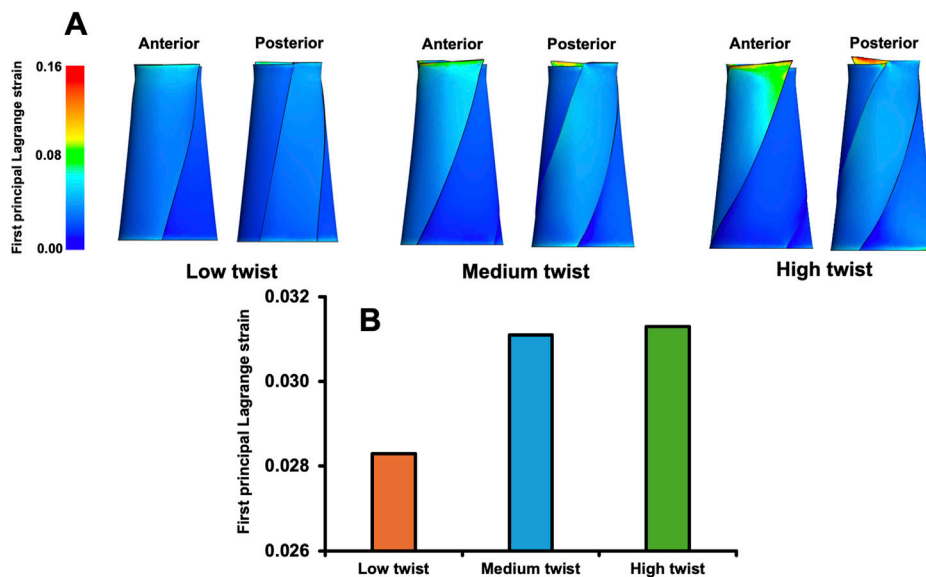 A
Anterior Posterior Anterior Posterior Anterior Posterior
First principal Lagrange strain
0.16
0.08
0.00
Low twist Medium twist High twist
B
First principal Lagrange strain
0.032
0.030
0.028
0.026
Low twist Medium twist High twist